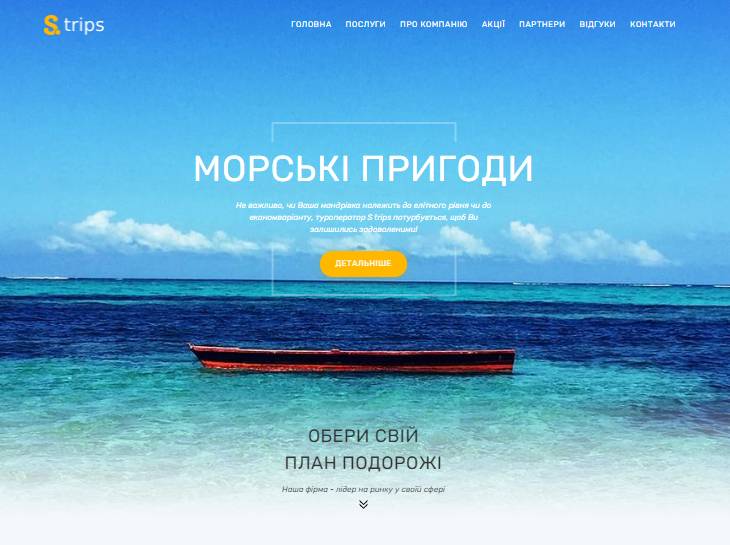 S trips
ГОЛОВНА ПОСЛУГИ ПРО КОМПАНІЮ АКЦІЇ ПАРТНЕРИ ВІДГУКИ КОНТАКТИ
МОРСЬКІ ПРИГОДИ
Не важливо, чи Ваша мандрівка належить до елітного рівня чи до
економваріанту, туроператор S trips потурбується, щоб Ви
залишились задоволеними!
ДЕТАЛЬНІШЕ
ОБЕРИ СВІЙ
ПЛАН ПОДОРОЖІ
Наша фірма - лідер на ринку у своїй сфері